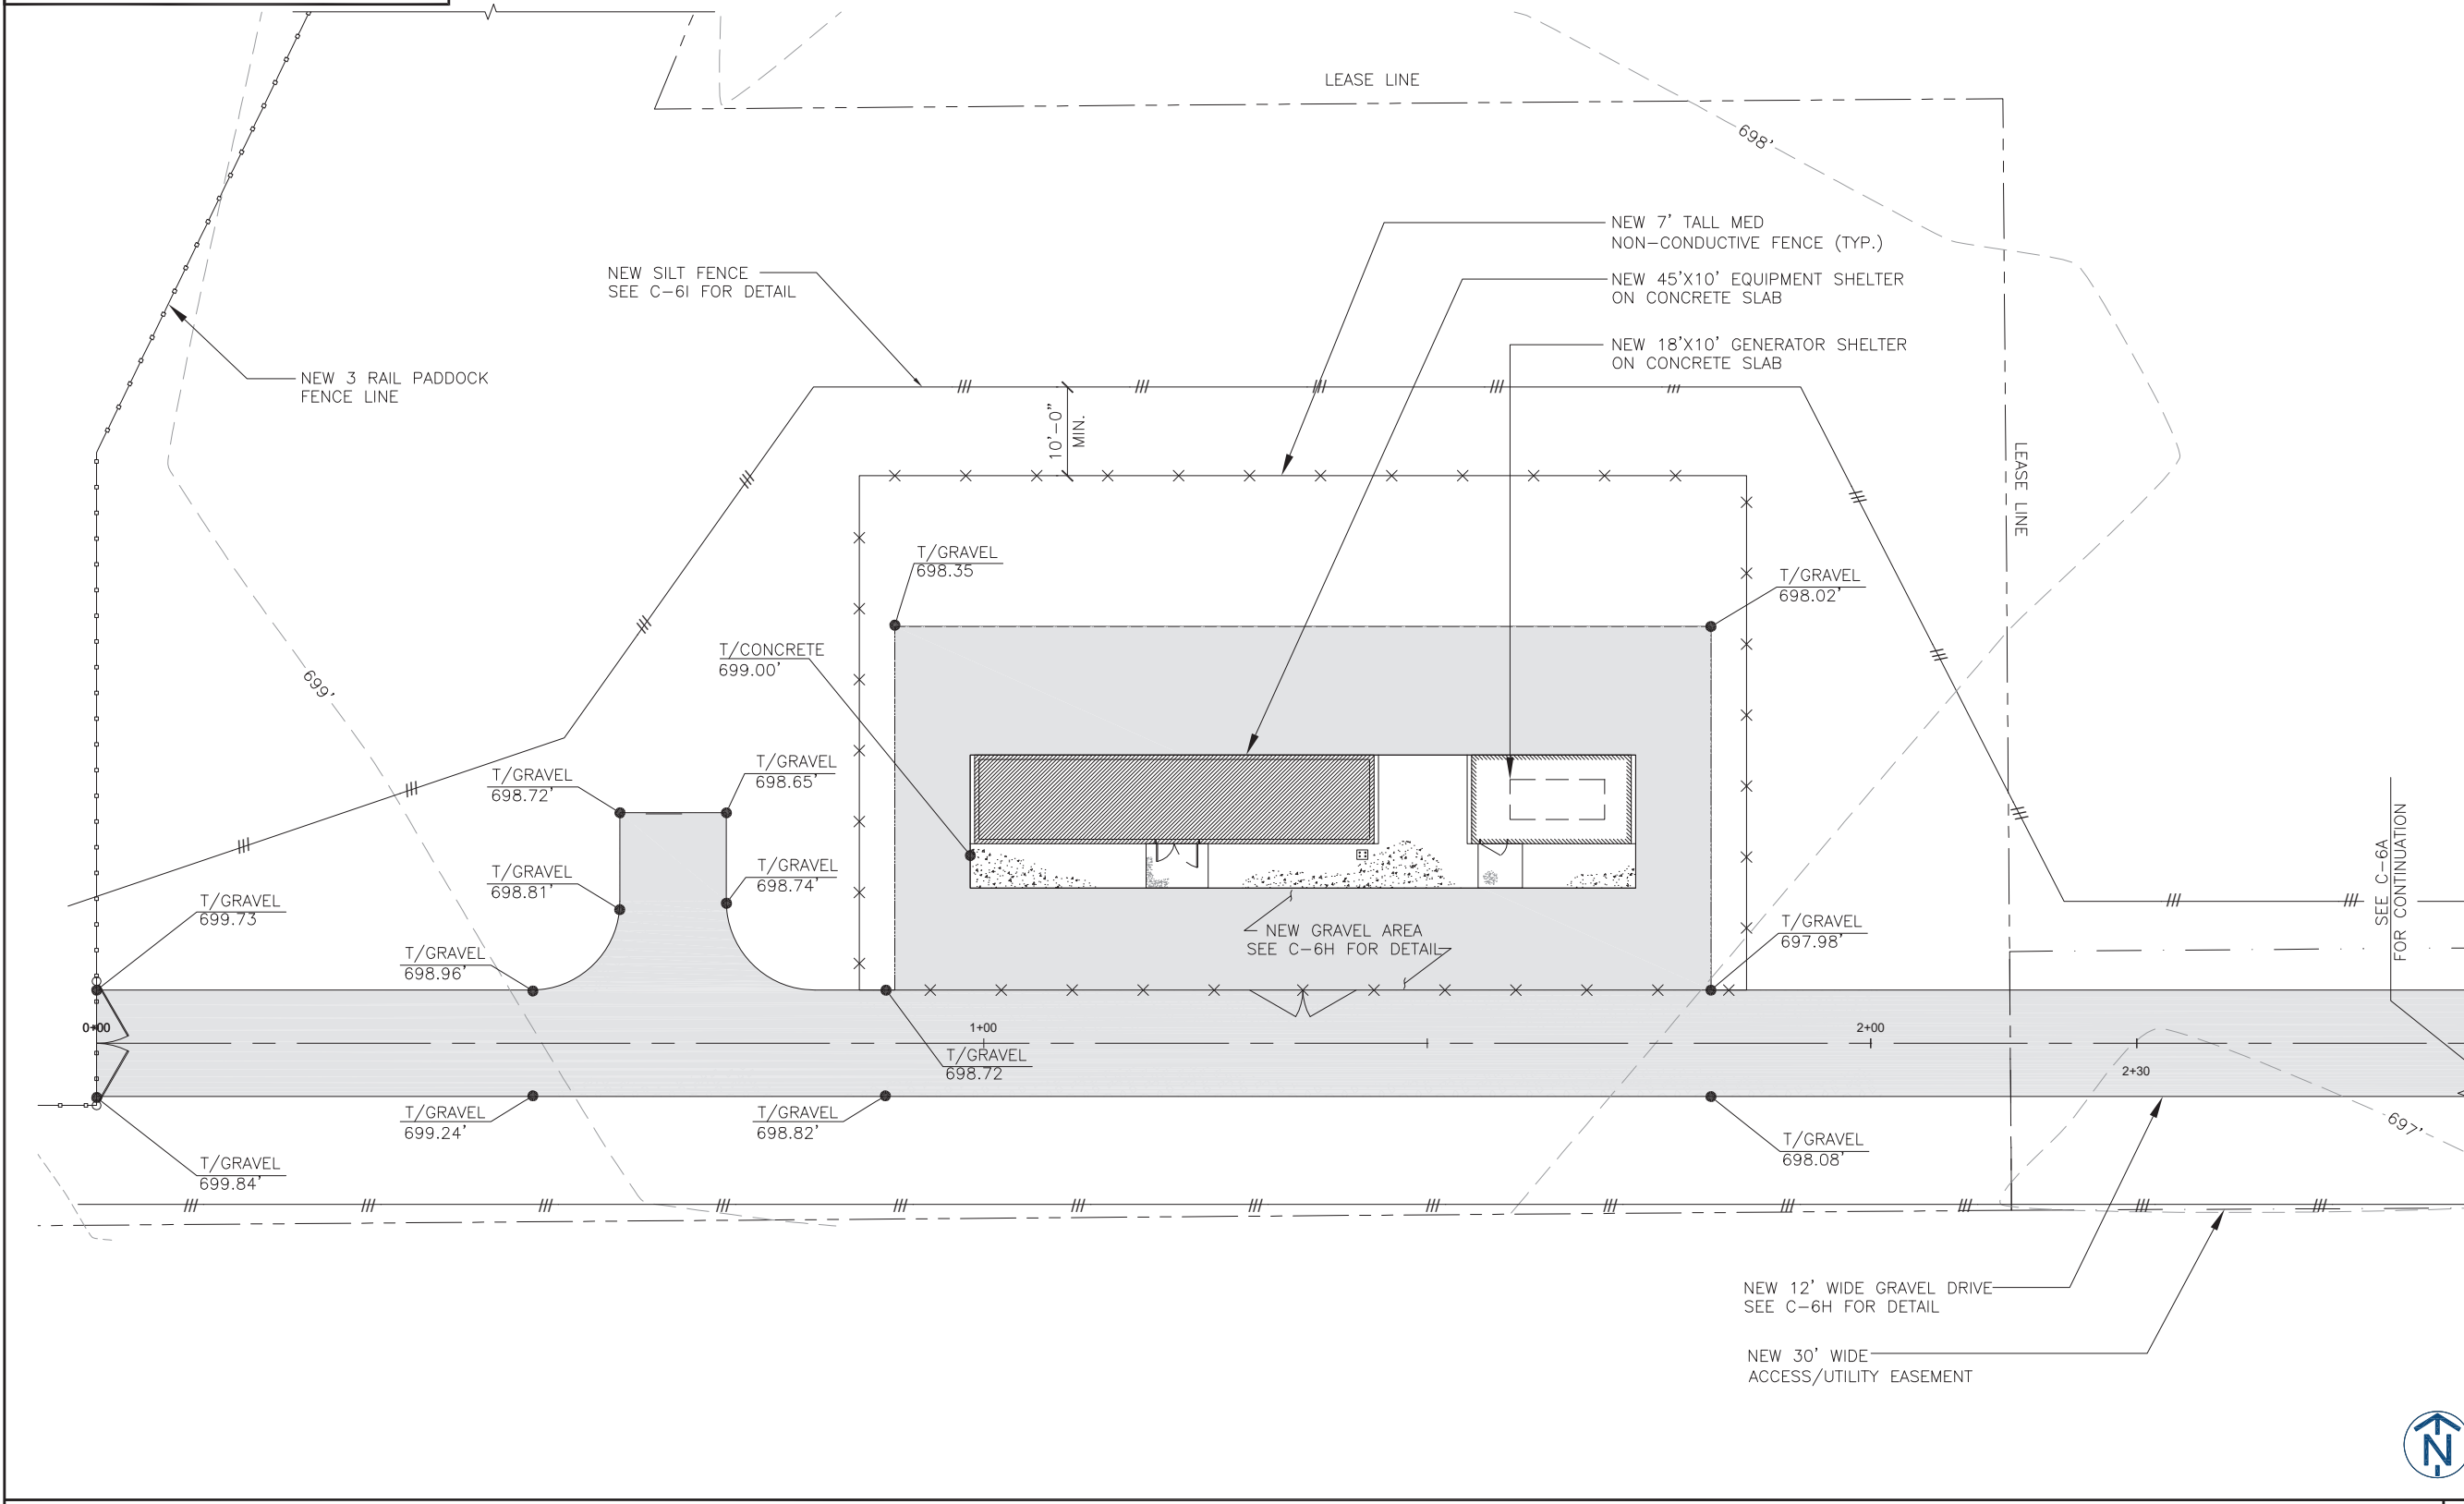 LEASE LINE
698'
NEW 7' TALL MED
NON-CONDUCTIVE FENCE (TYP.)
NEW SILT FENCE
SEE C-6I FOR DETAIL
NEW 45'X10' EQUIPMENT SHELTER
ON CONCRETE SLAB
NEW 18'X10' GENERATOR SHELTER
ON CONCRETE SLAB
NEW 3 RAIL PADDOCK
FENCE LINE
10'-0"
MIN.
LEASE LINE
T/GRAVEL
698.35
T/GRAVEL
698.02'
T/CONCRETE
699.00'
699'
T/GRAVEL
698.72'
T/GRAVEL
698.65'
T/GRAVEL
698.81'
T/GRAVEL
698.74'
SEE C-6A
FOR CONTINUATION
T/GRAVEL
699.73
NEW GRAVEL AREA
SEE C-6H FOR DETAIL
T/GRAVEL
697.98'
T/GRAVEL
698.96'
0+00
1+00
2+00
2+30
T/GRAVEL
698.72
T/GRAVEL
699.24'
T/GRAVEL
698.82'
697'
T/GRAVEL
698.08'
T/GRAVEL
699.84'
NEW 12' WIDE GRAVEL DRIVE
SEE C-6H FOR DETAIL
NEW 30' WIDE
ACCESS/UTILITY EASEMENT
N